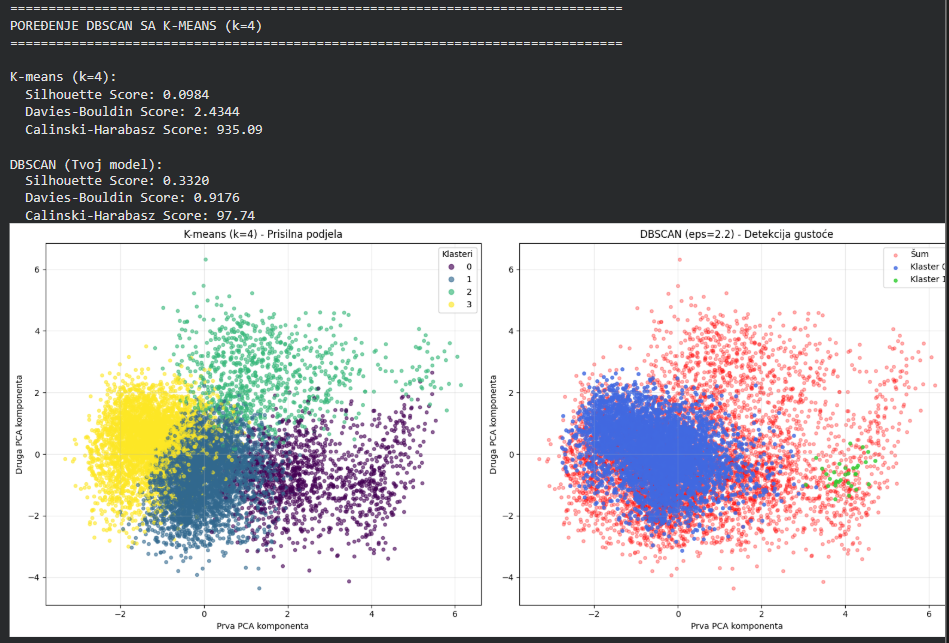 ================================================================================
POREĐENJE DBSCAN SA K-MEANS (k=4)
================================================================================
K-means (k=4):
Silhouette Score: 0.0984
Davies-Bouldin Score: 2.4344
Calinski-Harabasz Score: 935.09
DBSCAN (Tvoj model):
Silhouette Score: 0.3320
Davies-Bouldin Score: 0.9176
Calinski-Harabasz Score: 97.74
K-means (k=4) - Prisilna podjela
Klasteri
0
1
2
3
6
4
2
0
−2
−4
Druga PCA komponenta
−2
0
2
4
6
Prva PCA komponenta
DBSCAN (eps=2.2) - Detekcija gustoće
Šum
Klaster
Klaster
6
4
2
0
−2
−4
Druga PCA komponenta
−2
0
2
4
6
Prva PCA komponenta